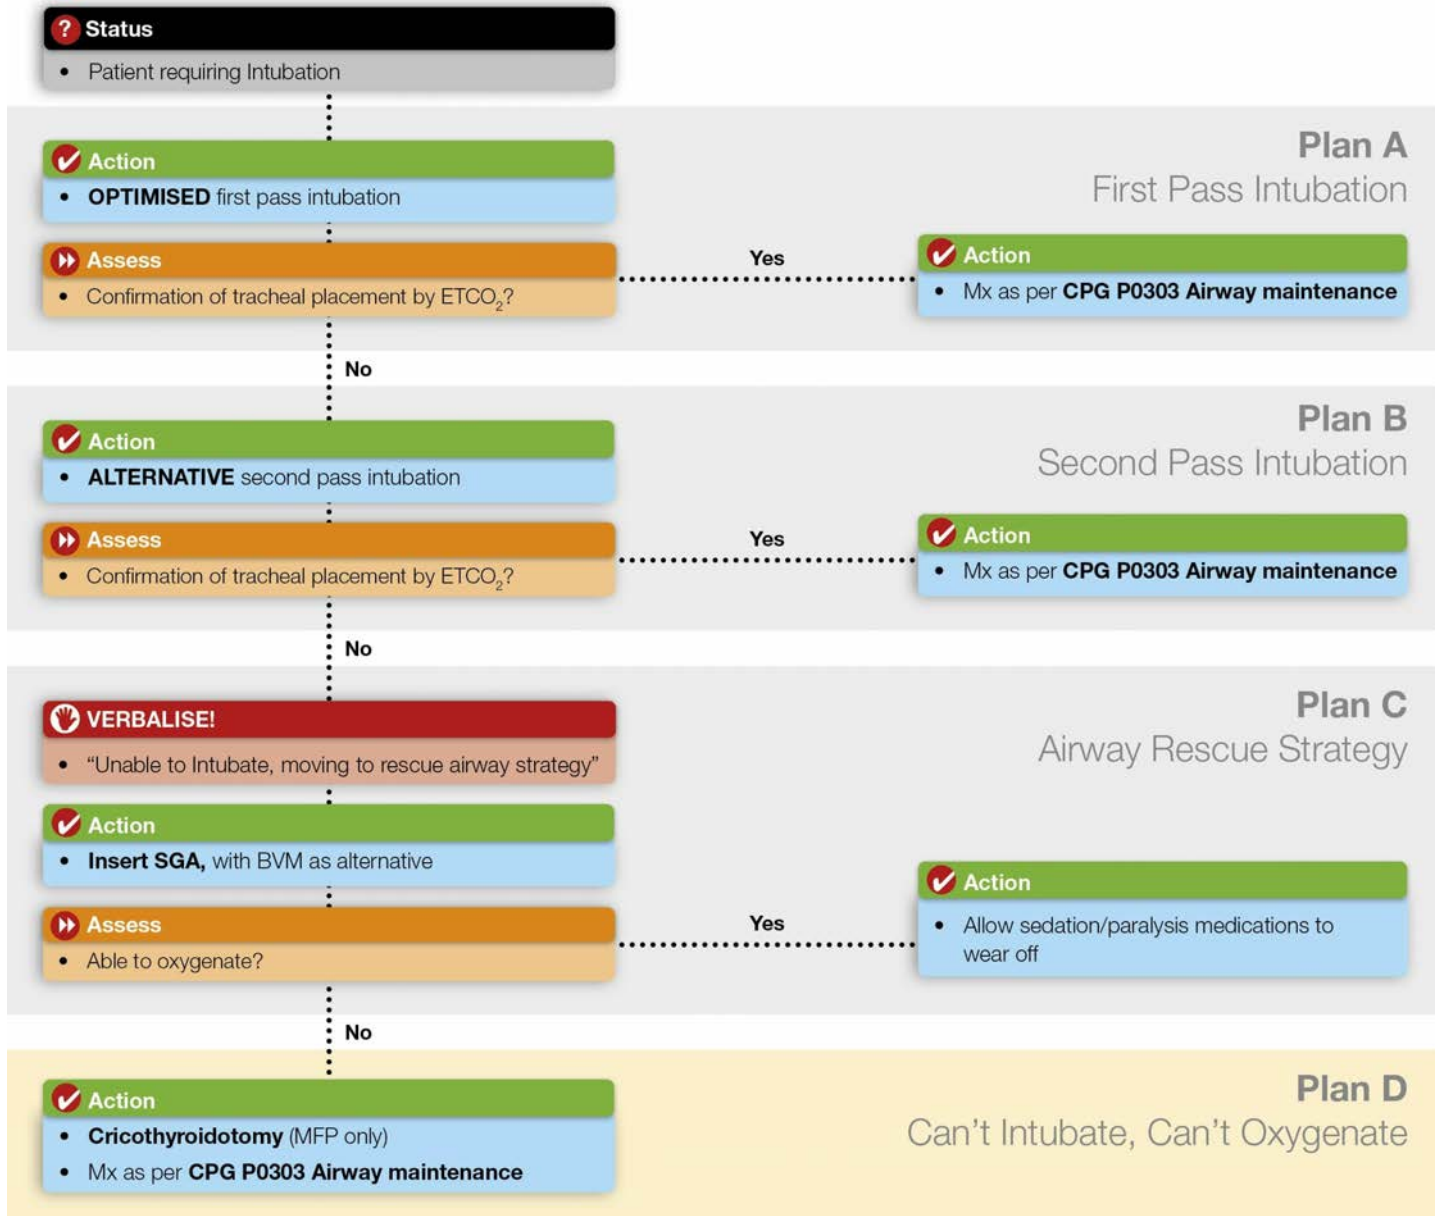 ? Status
• Patient requiring Intubation
Plan A
First Pass Intubation
Action
• OPTIMISED first pass intubation
Assess
• Confirmation of tracheal placement by ETCO₂?
Yes
Action
• Mx as per CPG P0303 Airway maintenance
No
Plan B
Second Pass Intubation
Action
• ALTERNATIVE second pass intubation
Assess
• Confirmation of tracheal placement by ETCO₂?
Yes
Action
• Mx as per CPG P0303 Airway maintenance
No
Plan C
Airway Rescue Strategy
VERBALISE!
• “Unable to Intubate, moving to rescue airway strategy”
Action
• Insert SGA, with BVM as alternative
Assess
• Able to oxygenate?
Yes
Action
• Allow sedation/paralysis medications to
wear off
No
Plan D
Can’t Intubate, Can’t Oxygenate
Action
• Cricothyroidotomy (MFP only)
• Mx as per CPG P0303 Airway maintenance